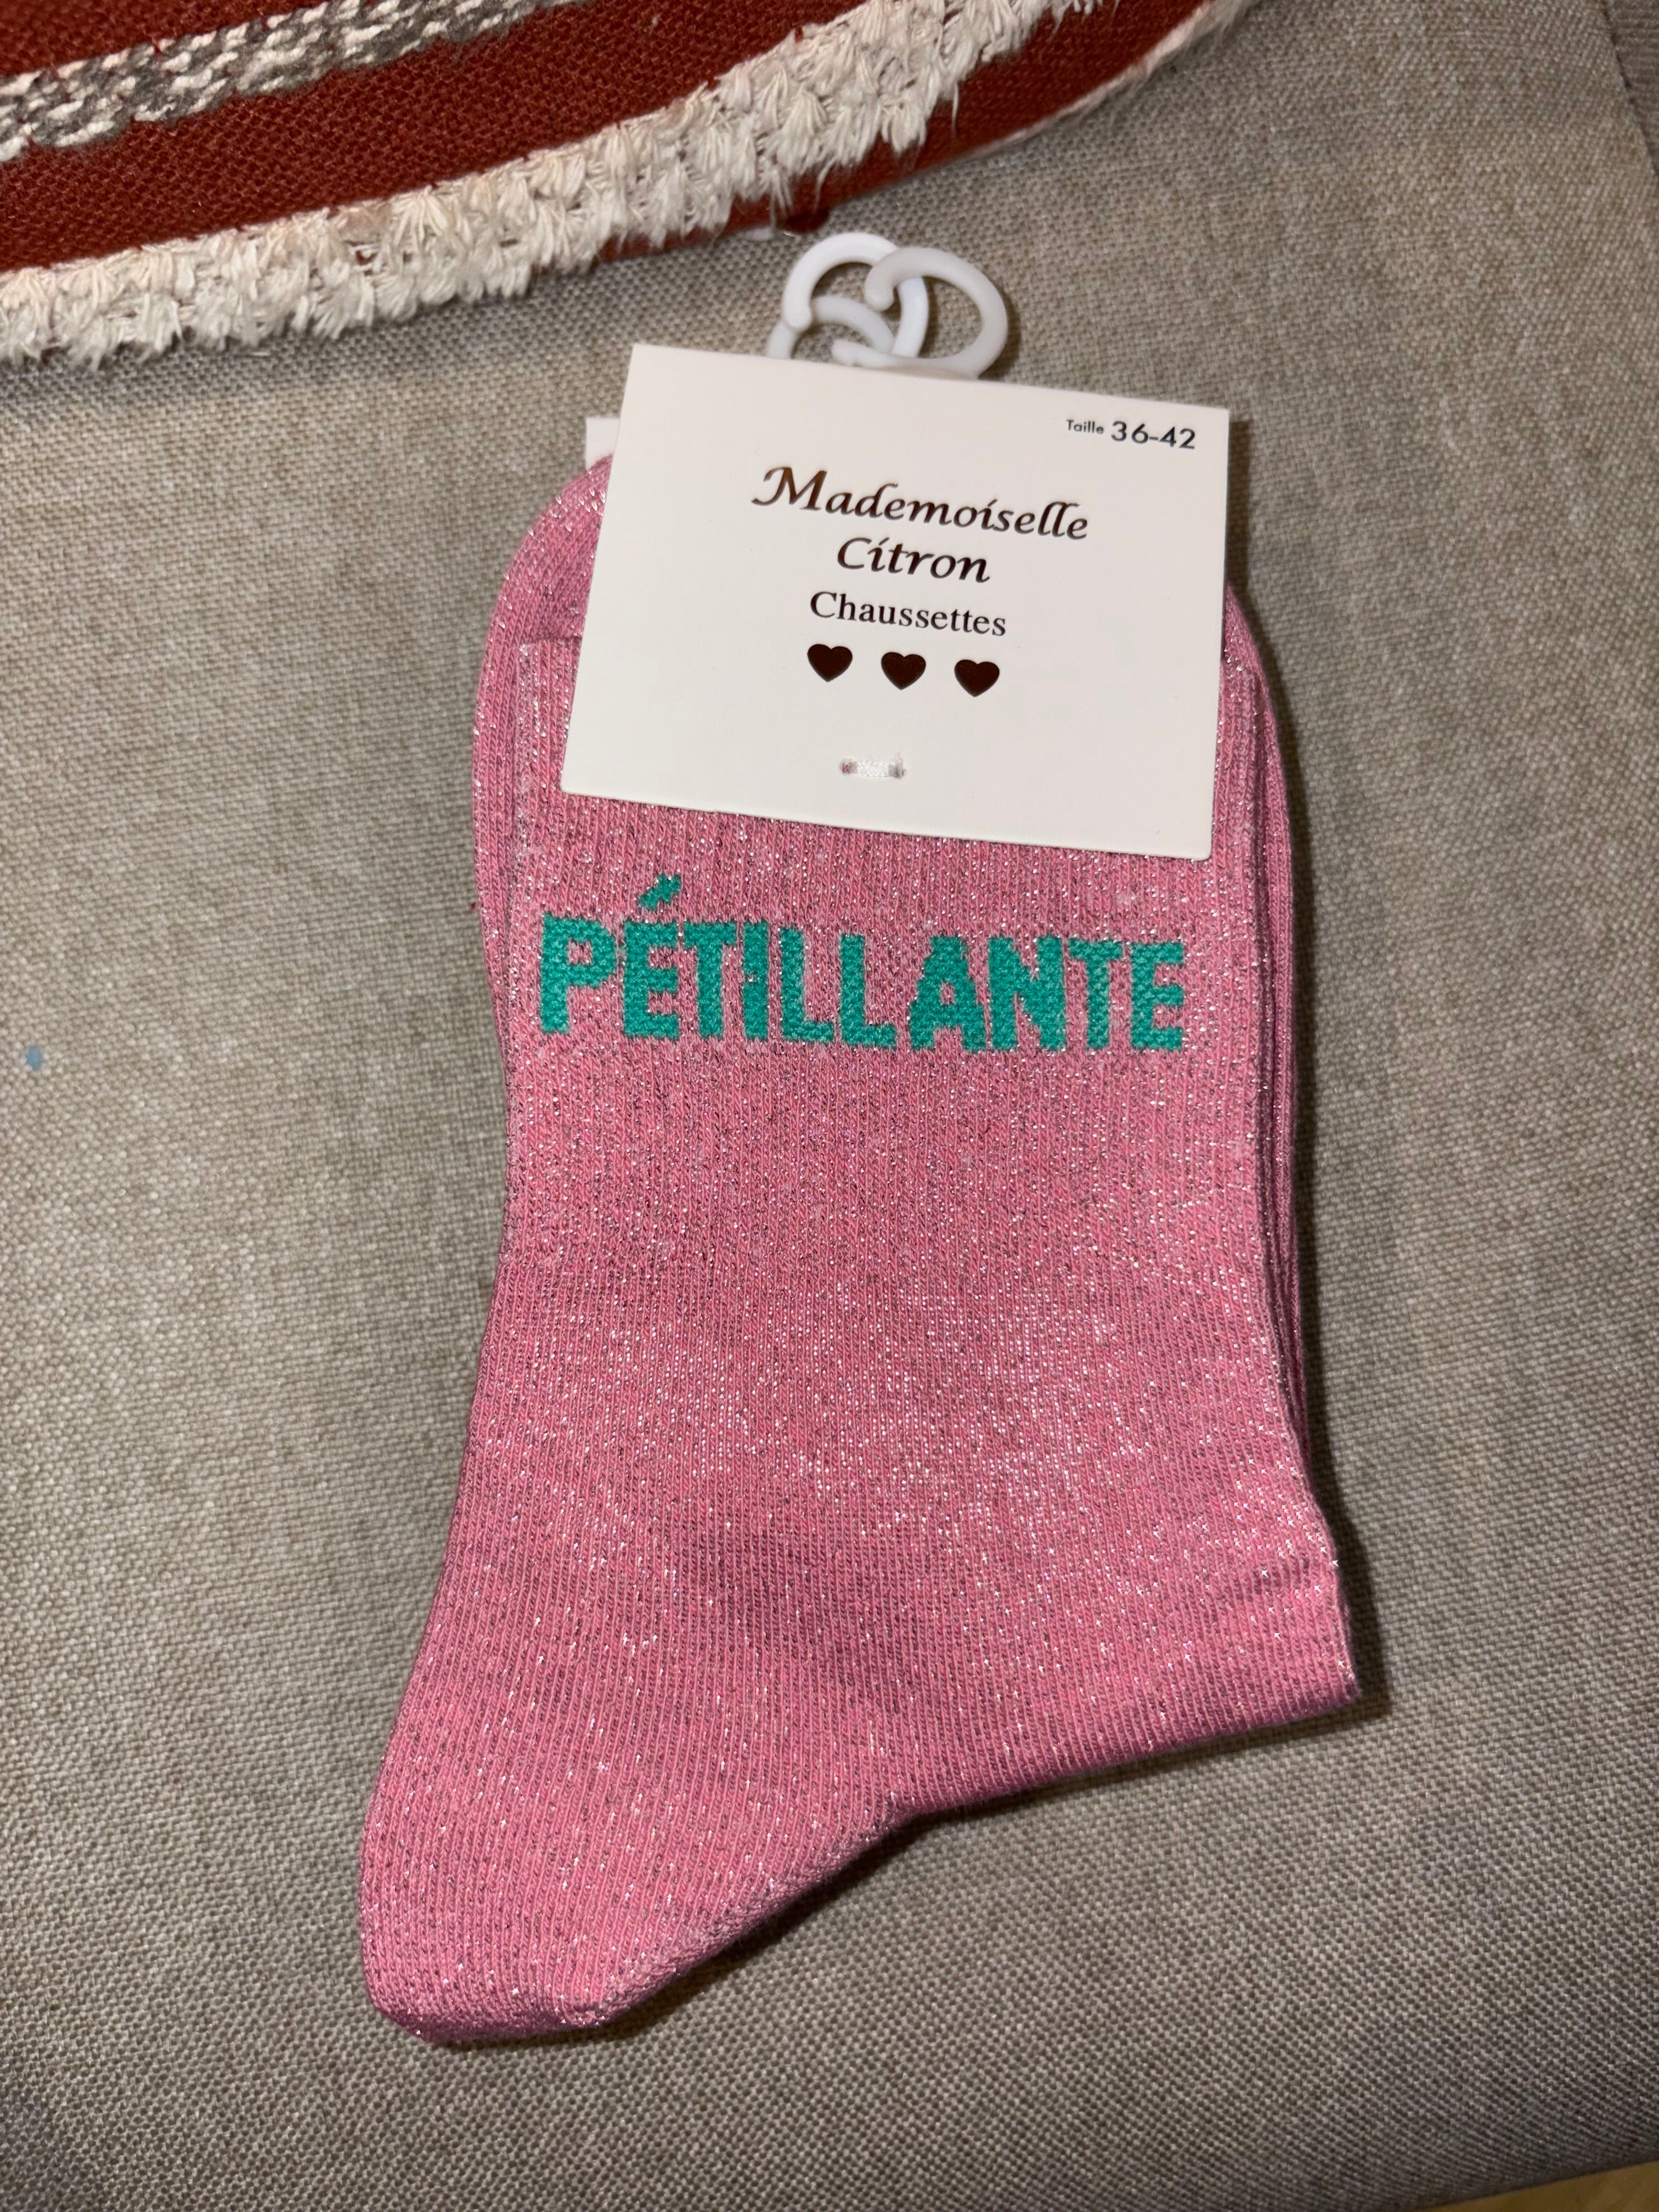 Taille 36-42
Mademoiselle
Citron
Chaussettes
PÉTILLANTE